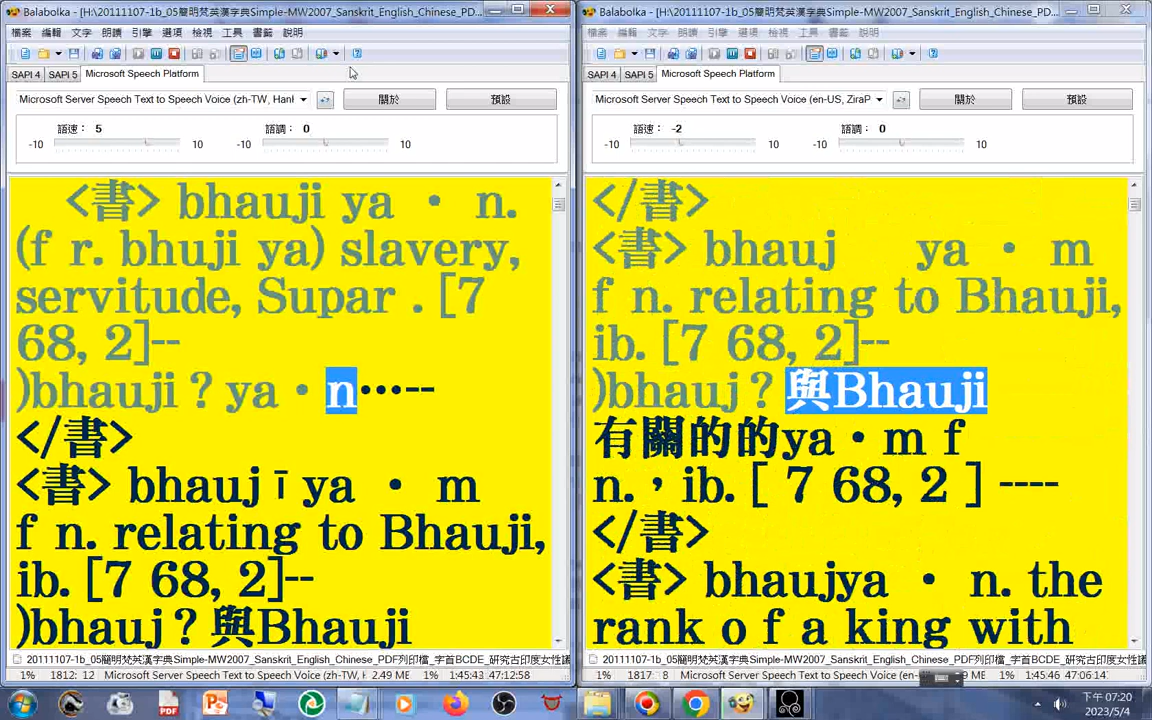 Balabolka - [H:\20111107-1b_05簡明梵英漢字典Simple-MW2007_Sanskrit_English_Chinese_PD...
檔案 編輯 文字 朗讀 引擎 選項 檢視 工具 書籤 說明
SAPI 4 SAPI 5 Microsoft Speech Platform
Microsoft Server Speech Text to Speech Voice (zh-TW, Hanl 關於 預設
語速: 5 語調: 0
-10 10 -10 10
<書> bhauji ya • n.
(f r. bhuji ya) slavery,
servitude, Supar . [7
68, 2]--
)bhauji？ya• n•••--
</書>
<書> bhauj ī ya • m
f n. relating to Bhauji,
ib. [7 68, 2]--
)bhauj？與Bhauji
20111107-1b_05簡明梵英漢字典Simple-MW2007_Sanskrit_English_Chinese_PDF列印檔_字首BCDE_研究古印度女性議
1% 1812: 12 Microsoft Server Speech Text to Speech Voice (zh-TW, H 2.49 MB 1% 1:45:43 47:12:58
Balabolka - [H:\20111107-1b_05簡明梵英漢字典Simple-MW2007_Sanskrit_English_Chinese_PD...
檔案 編輯 文字 朗讀 引擎 選項 檢視 工具 書籤 說明
SAPI 4 SAPI 5 Microsoft Speech Platform
Microsoft Server Speech Text to Speech Voice (en-US, ZiraP 關於 預設
語速: -2 語調: 0
-10 10 -10 10
</書>
<書> bhauj ya • m
f n. relating to Bhauji,
ib. [7 68, 2]--
)bhauj？與Bhauji
有關的的ya•m f
n.，ib.［ 7 68, 2 ］----
</書>
<書> bhaujya • n. the
rank o f a king with
20111107-1b_05簡明梵英漢字典Simple-MW2007_Sanskrit_English_Chinese_PDF列印檔_字首BCDE_研究古印度女性議
1% 1817: 8 Microsoft Server Speech Text to Speech Voice (en-US, 9 MB 1% 1:45:46 47:06:14
下午 07:20
2023/5/4